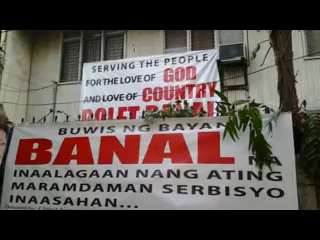 SERVING THE PEOPLE
FOR THE LOVE OF GOD
AND LOVE OF COUNTRY
BUWIS NG BAYAN
BANAL NA
INAALAGAAN NANG ATING
MARAMDAMAN SERBISYO
INAASAHAN...